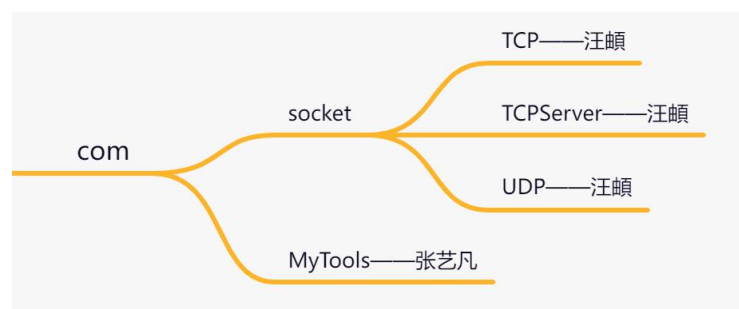 TCP——汪頔
socket
TCPServer——汪頔
com
UDP——汪頔
MyTools——张艺凡